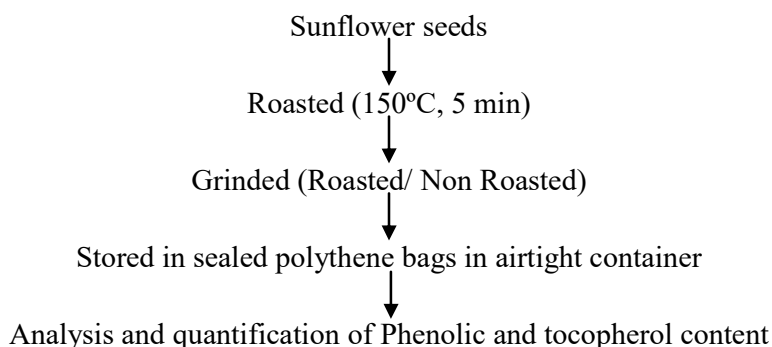 Sunflower seeds
Roasted (150ºC, 5 min)
Grinded (Roasted/ Non Roasted)
Stored in sealed polythene bags in airtight container
Analysis and quantification of Phenolic and tocopherol content